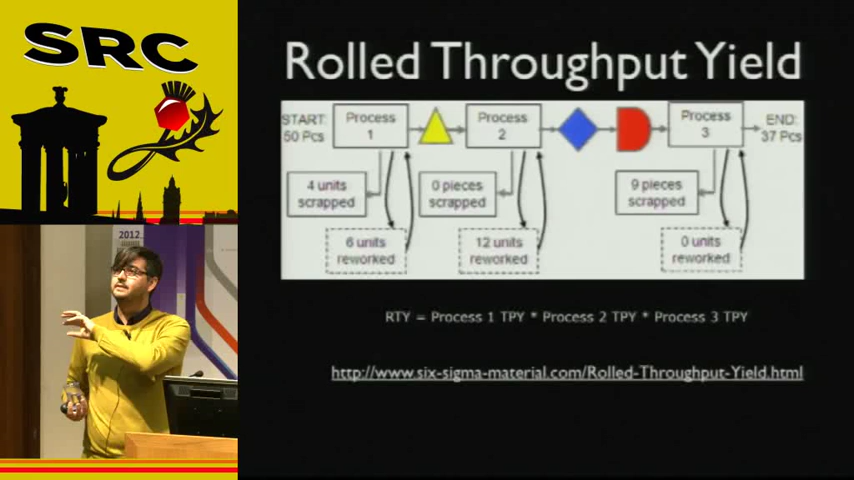 SRC
2012
Rolled Throughput Yield
START:
50 Pcs
Process
1
Process
2
Process
3
END:
37 Pcs
4 units
scrapped
0 pieces
scrapped
9 pieces
scrapped
6 units
reworked
12 units
reworked
0 units
reworked
RTY = Process 1 TPY * Process 2 TPY * Process 3 TPY
http://www.six-sigma-material.com/Rolled-Throughput-Yield.html